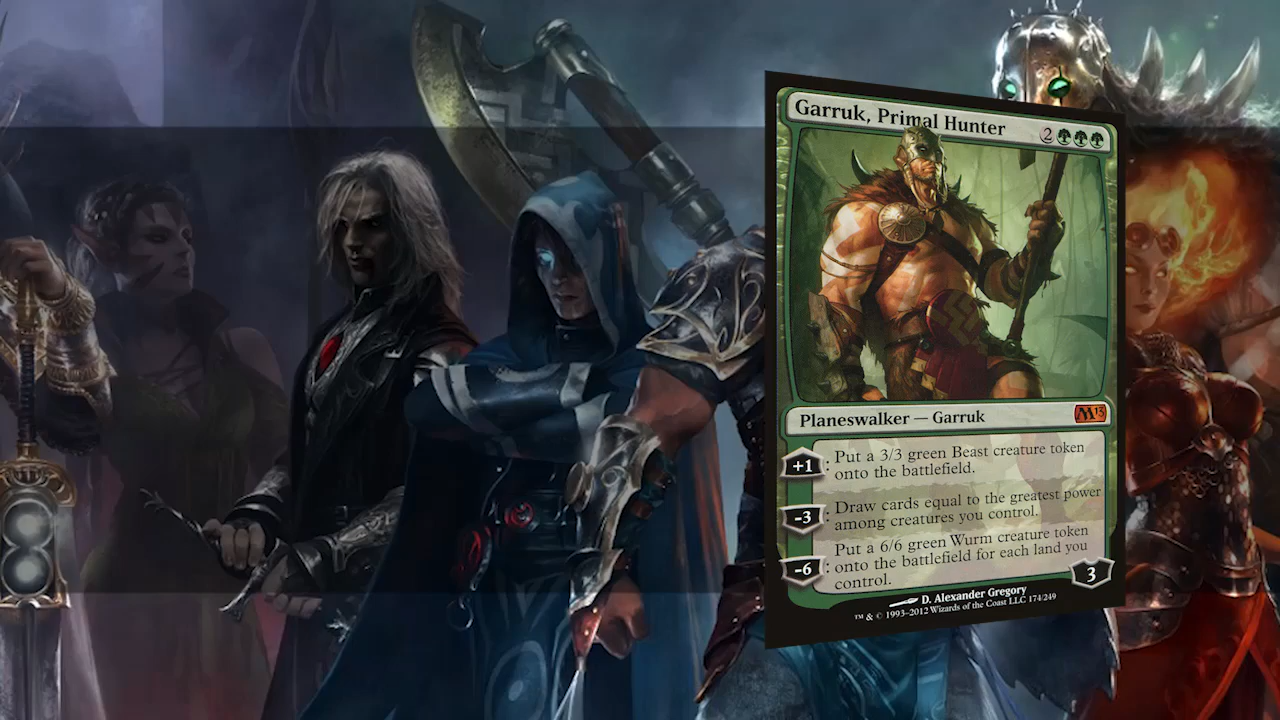 Garruk, Primal Hunter 2
Planeswalker — Garruk M13
+1: Put a 3/3 green Beast creature token
onto the battlefield.
-3: Draw cards equal to the greatest power
among creatures you control.
Put a 6/6 green Wurm creature token
-6: onto the battlefield for each land you
control.
3
D. Alexander Gregory
™ & © 1993–2012 Wizards of the Coast LLC 174/249